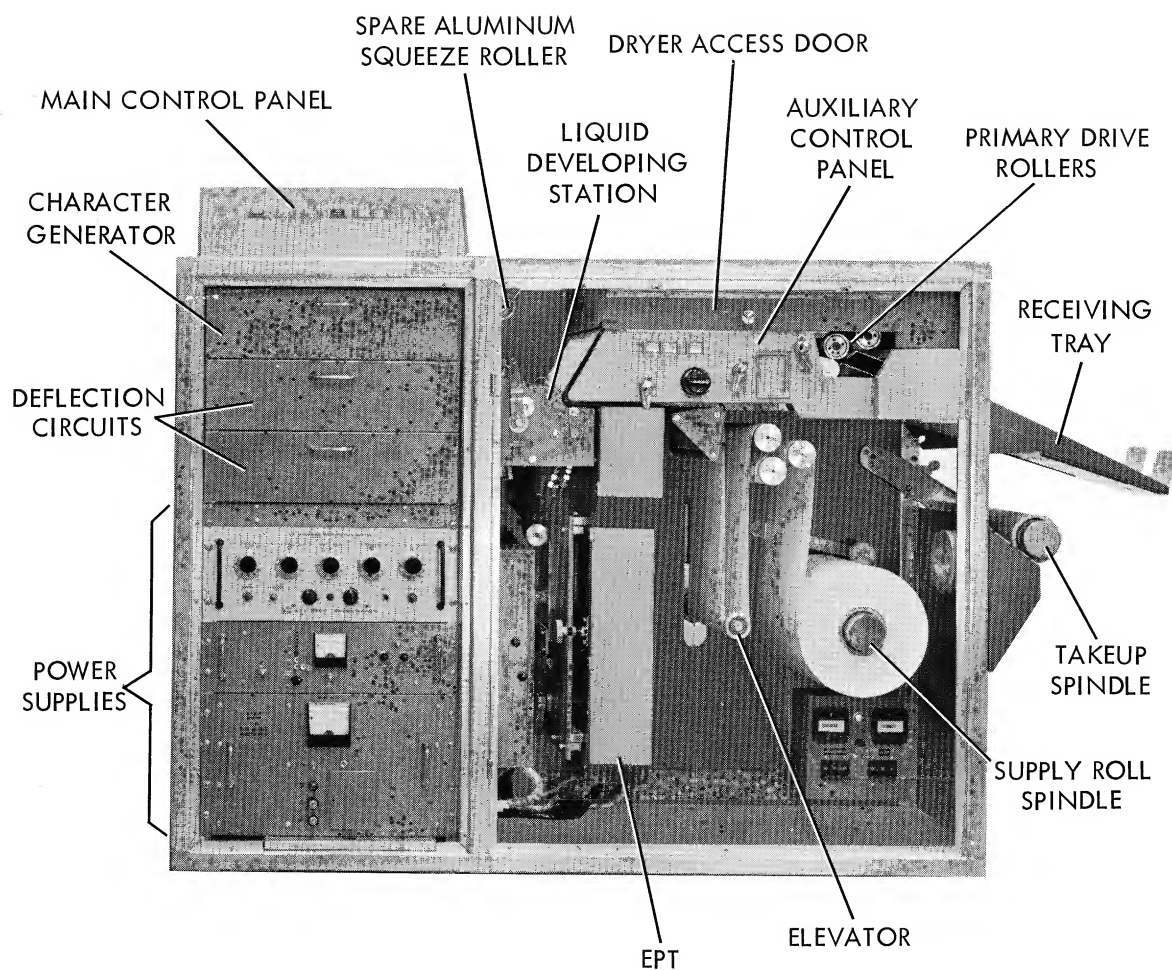 SPARE ALUMINUM
SQUEEZE ROLLER
DRYER ACCESS DOOR
MAIN CONTROL PANEL
LIQUID
DEVELOPING
STATION
AUXILIARY
CONTROL
PANEL
PRIMARY DRIVE
ROLLERS
CHARACTER
GENERATOR
RECEIVING
TRAY
DEFLECTION
CIRCUITS
POWER
SUPPLIES
TAKEUP
SPINDLE
SUPPLY ROLL
SPINDLE
ELEVATOR
EPT